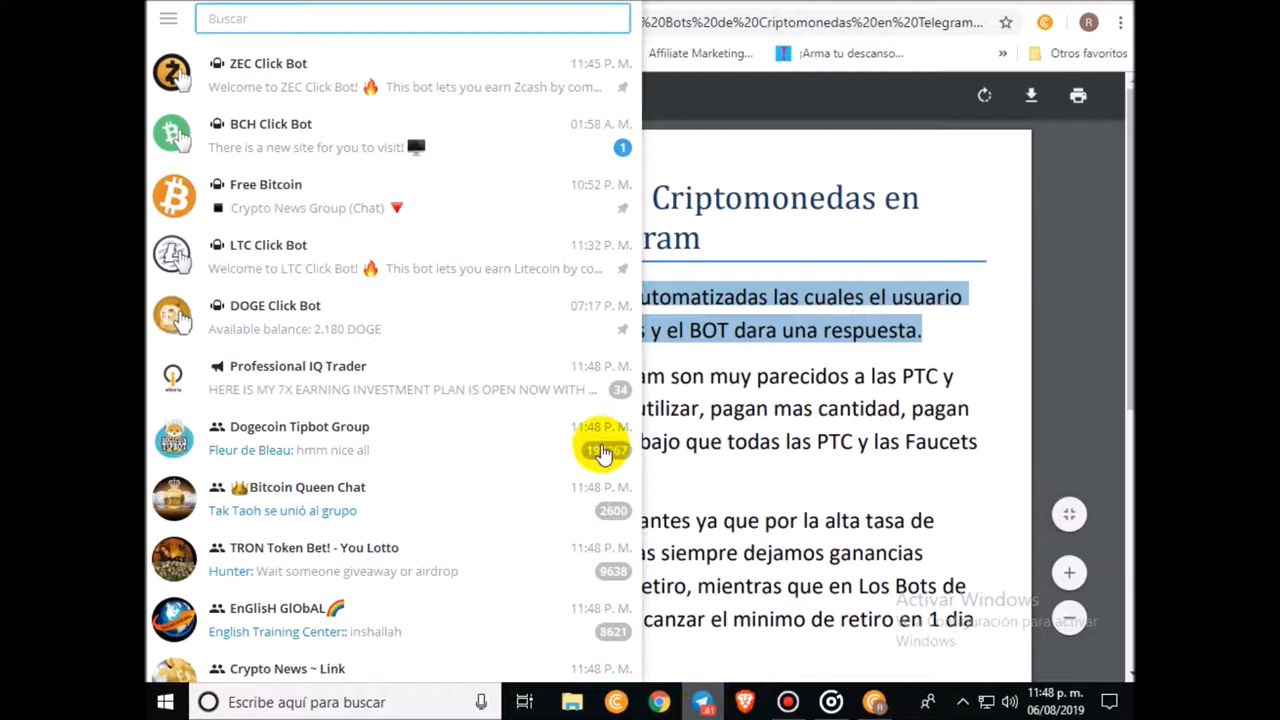 Buscar
ZEC Click Bot 11:45 P. M.
Welcome to ZEC Click Bot! 🔥 This bot lets you earn Zcash by com...
BCH Click Bot 01:58 A. M.
There is a new site for you to visit! 🖥 1
Free Bitcoin 10:52 P. M.
Crypto News Group (Chat) 🔻
LTC Click Bot 11:32 P. M.
Welcome to LTC Click Bot! 🔥 This bot lets you earn Litecoin by co...
DOGE Click Bot 07:17 P. M.
Available balance: 2.180 DOGE
Professional IQ Trader 11:48 P. M.
HERE IS MY 7X EARNING INVESTMENT PLAN IS OPEN NOW WITH ... 34
Dogecoin Tipbot Group 11:48 P. M.
Fleur de Bleau: hmm nice all
👑Bitcoin Queen Chat 11:48 P. M.
Tak Taoh se unió al grupo 2600
TRON Token Bet! - You Lotto 11:48 P. M.
Hunter: Wait someone giveaway or airdrop 9638
EnGlisH GlObAL🌈 11:48 P. M.
English Training Center:: inshallah 8621
Crypto News ~ Link 11:48 P. M.
%20Bots%20de%20Criptomonedas%20en%20Telegram... R
Affiliate Marketing... ¡Arma tu descanso... » Otros favoritos
Criptomonedas en
ram
utomatizadas las cuales el usuario
s y el BOT dara una respuesta.
am son muy parecidos a las PTC y
utilizar, pagan mas cantidad, pagan
bajo que todas las PTC y las Faucets
antes ya que por la alta tasa de
as siempre dejamos ganancias
retiro, mientras que en Los Bots de
canzar el minimo de retiro en 1 dia
Activar Windows
Ve a Configuración para activar
Windows.
Escribe aquí para buscar
11:48 p. m.
06/08/2019